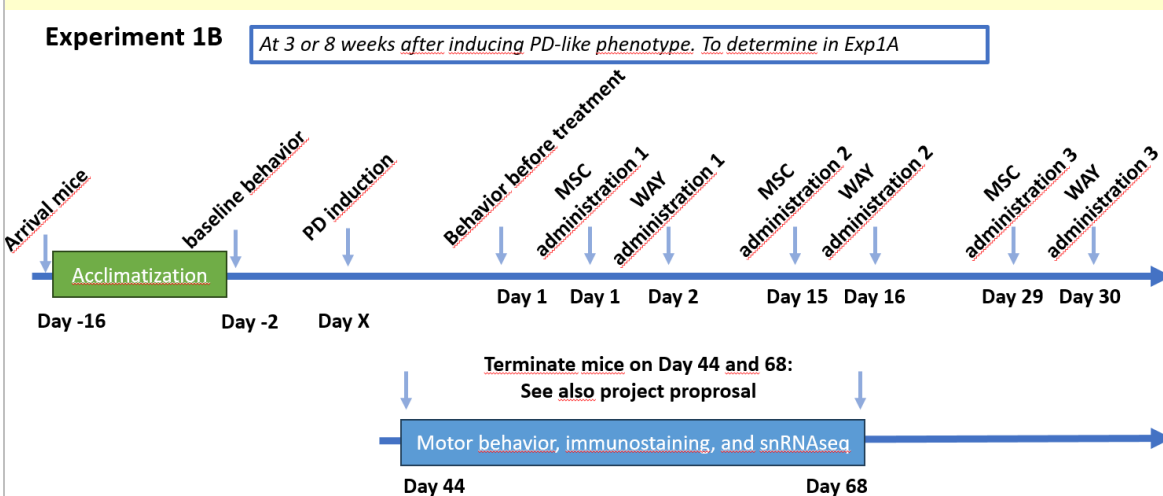 Experiment 1B
At 3 or 8 weeks after inducing PD-like phenotype. To determine in Exp1A
Arrival mice
baseline behavior
PD induction
Behavior before treatment
MSC
administration 1
WAY
administration 1
MSC
administration 2
WAY
administration 2
MSC
administration 3
WAY
administration 3
Acclimatization
Day -16
Day -2
Day X
Day 1
Day 1
Day 2
Day 15
Day 16
Day 29
Day 30
Terminate mice on Day 44 and 68:
See also project proprosal
Motor behavior, immunostaining, and snRNAseq
Day 44
Day 68